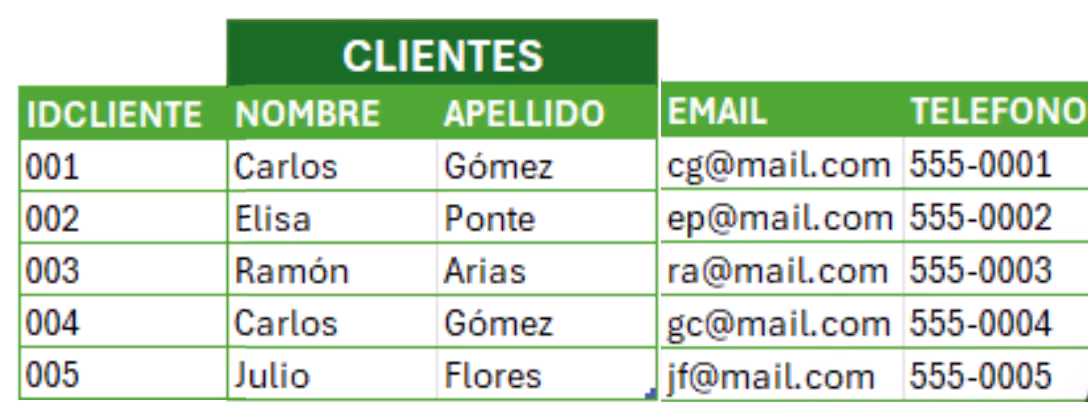 CLIENTES
IDCLIENTE NOMBRE APELLIDO EMAIL TELEFONO
001 Carlos Gómez cg@mail.com 555-0001
002 Elisa Ponte ep@mail.com 555-0002
003 Ramón Arias ra@mail.com 555-0003
004 Carlos Gómez gc@mail.com 555-0004
005 Julio Flores jf@mail.com 555-0005